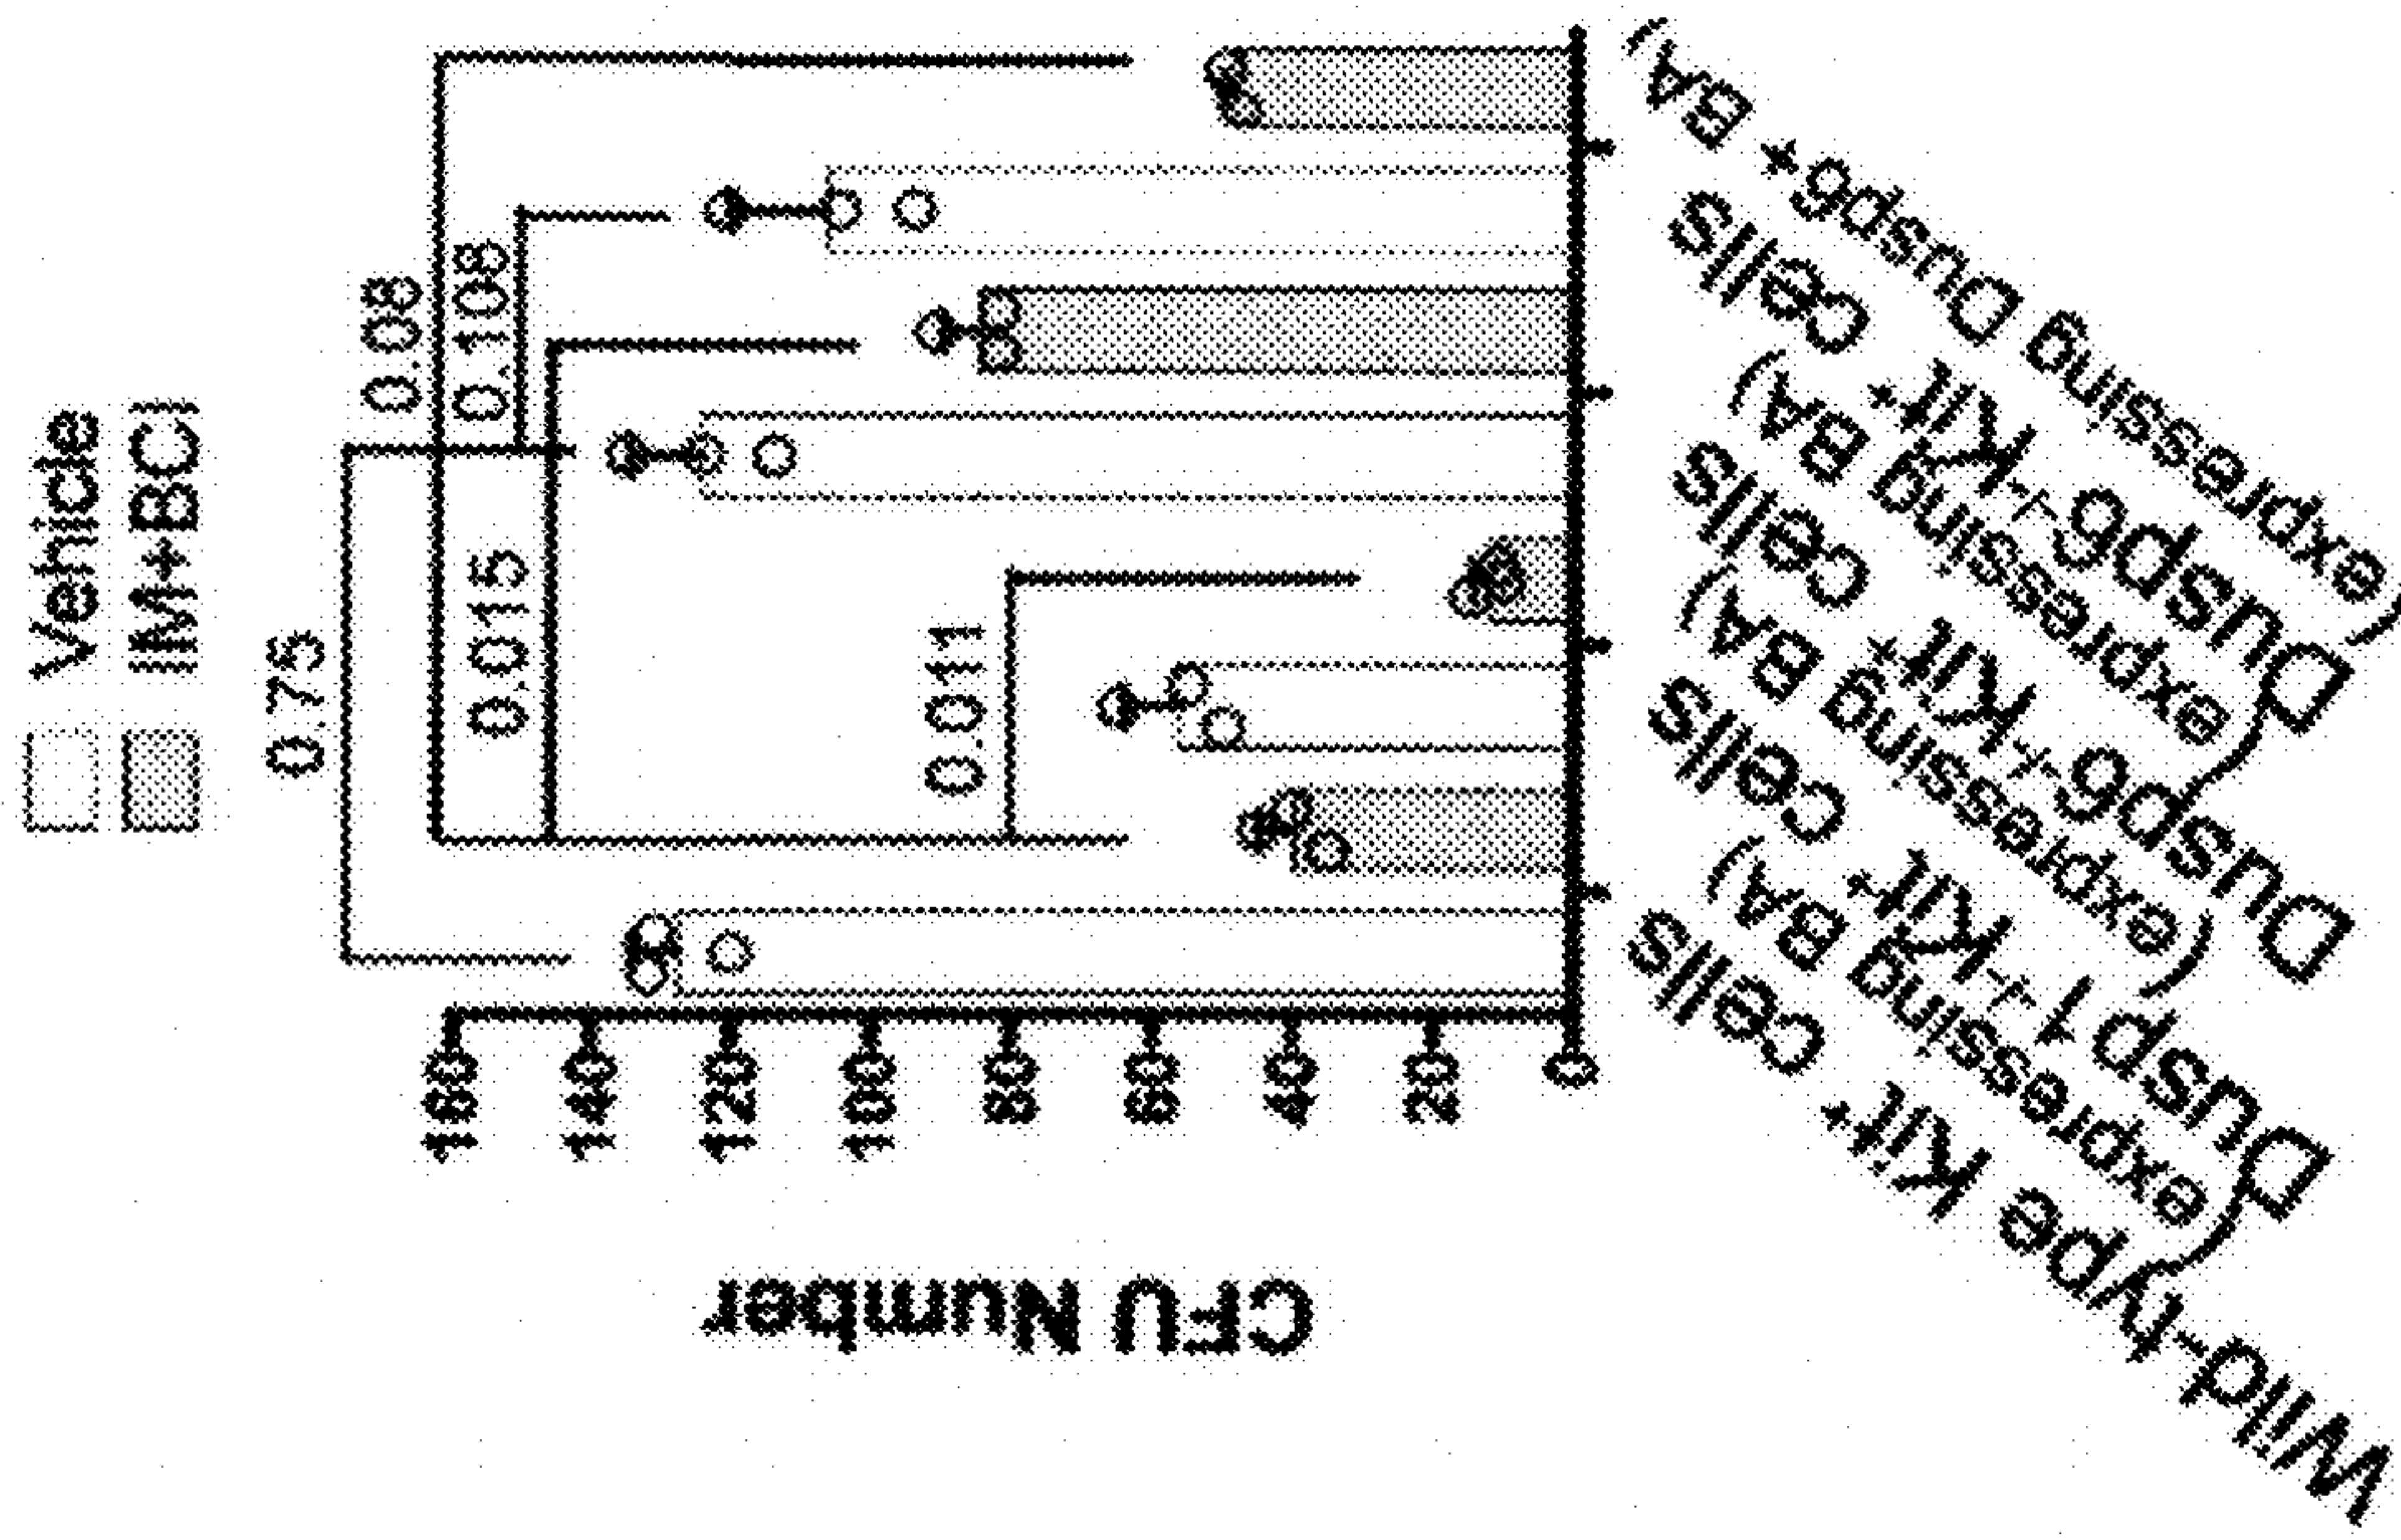 Vehicle
IM+BCI
0.75
0.08
0.108
0.015
0.011
CFU Number
160
140
120
100
80
60
40
20
0
Wild-type Kit⁺ cells
(expressing BA)
Dusp1⁻/⁻Kit⁺ cells
(expressing BA)
Dusp6⁻/⁻Kit⁺ cells
(expressing BA)
Dusp6⁻/⁻Kit⁺ cells
(expressing Dusp6+ BA)